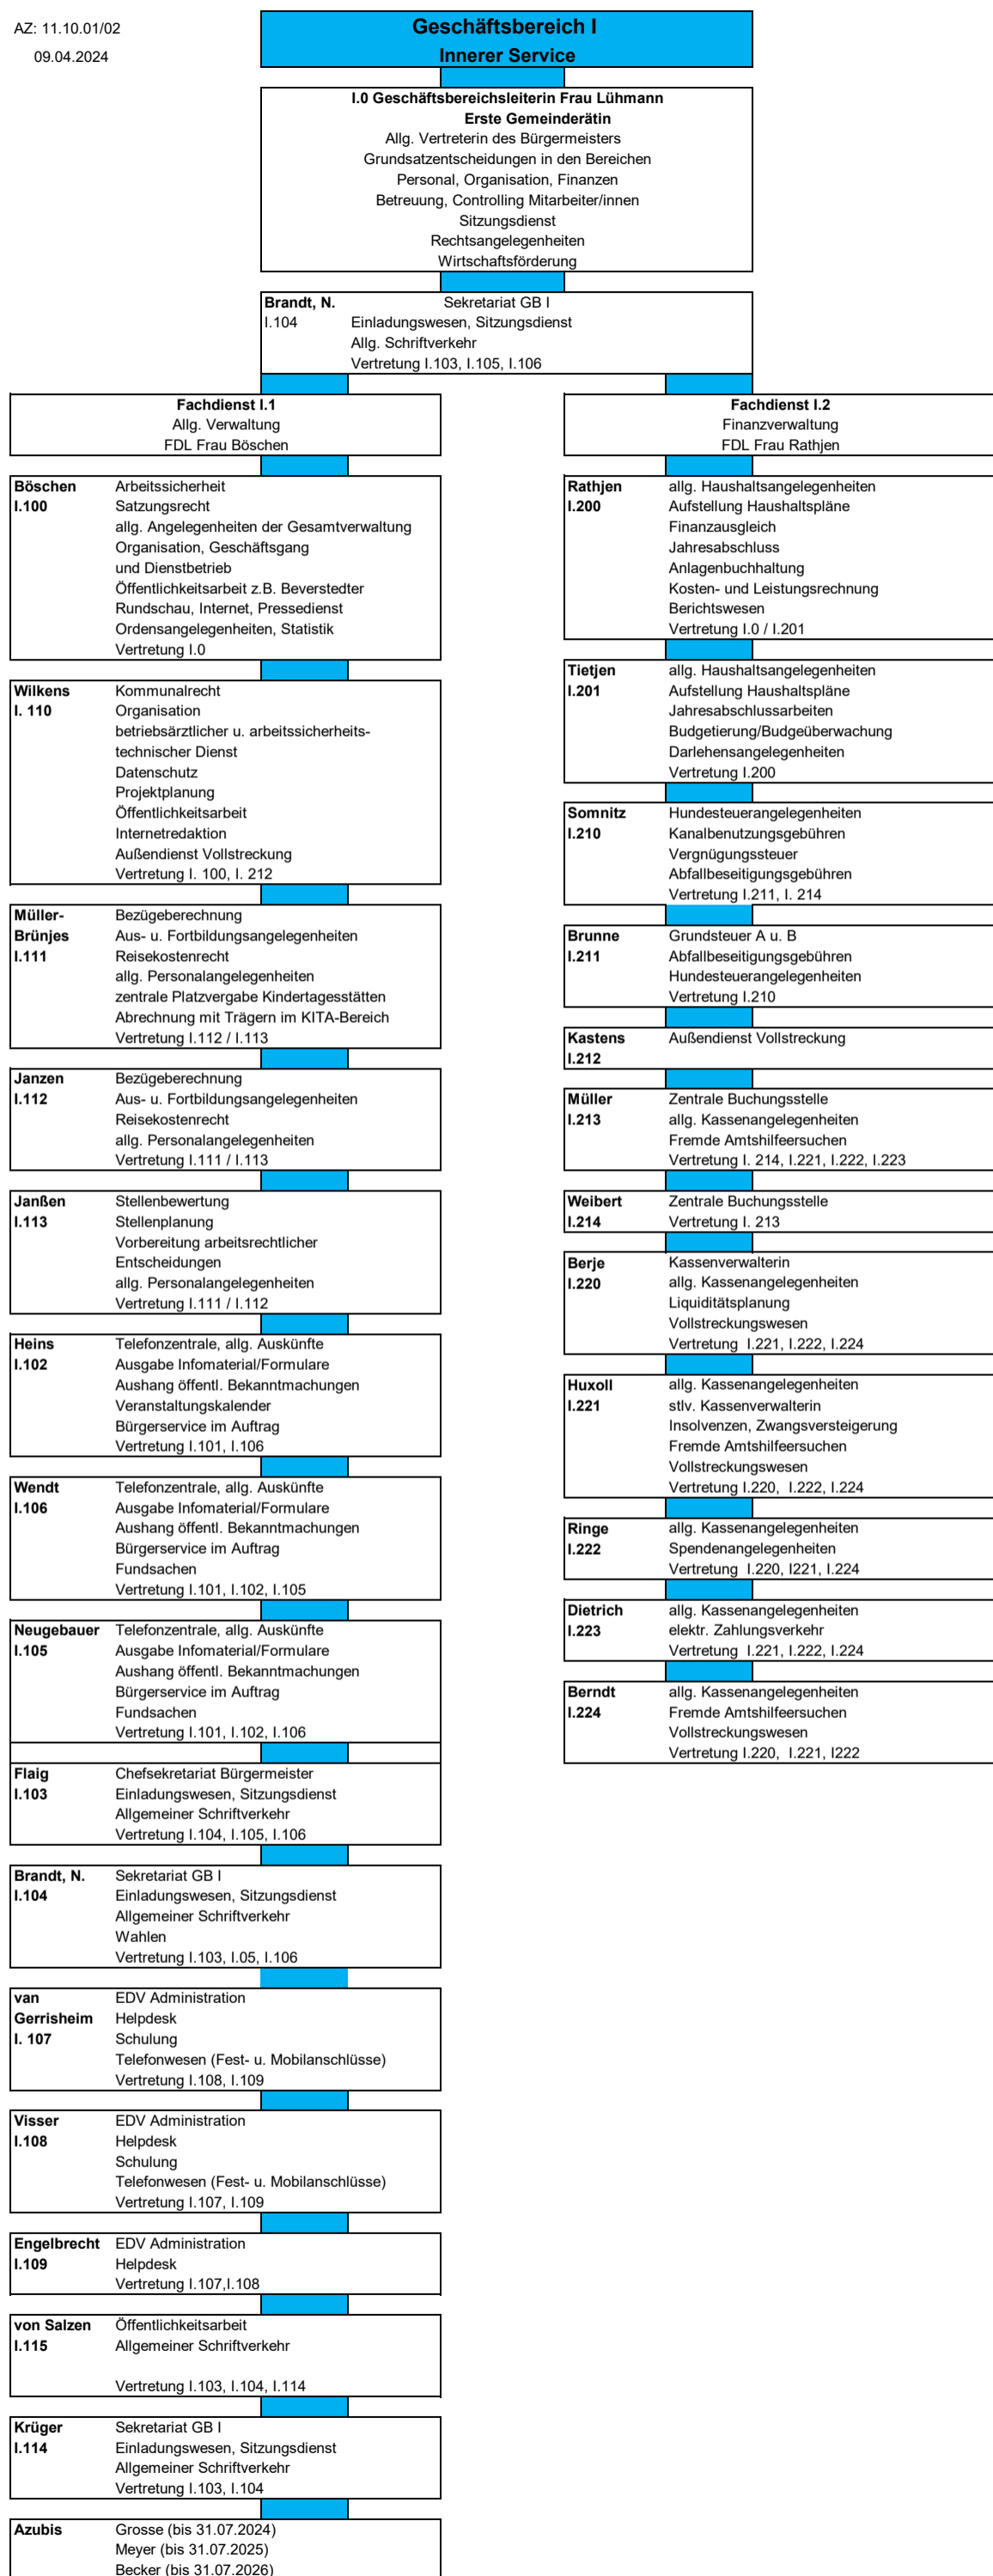 AZ: 11.10.01/02
09.04.2024
Geschäftsbereich I
Innerer Service
I.0 Geschäftsbereichsleiterin Frau Lühmann
Erste Gemeinderätin
Allg. Vertreterin des Bürgermeisters
Grundsatzentscheidungen in den Bereichen
Personal, Organisation, Finanzen
Betreuung, Controlling Mitarbeiter/innen
Sitzungsdienst
Rechtsangelegenheiten
Wirtschaftsförderung
Brandt, N. Sekretariat GB I
I.104 Einladungswesen, Sitzungsdienst
Allg. Schriftverkehr
Vertretung I.103, I.105, I.106
Fachdienst I.1
Allg. Verwaltung
FDL Frau Böschen
Böschen Arbeitssicherheit
I.100 Satzungsrecht
allg. Angelegenheiten der Gesamtverwaltung
Organisation, Geschäftsgang
und Dienstbetrieb
Öffentlichkeitsarbeit z.B. Beverstedter
Rundschau, Internet, Pressedienst
Ordensangelegenheiten, Statistik
Vertretung I.0
Wilkens Kommunalrecht
I. 110 Organisation
betriebsärztlicher u. arbeitssicherheits-
technischer Dienst
Datenschutz
Projektplanung
Öffentlichkeitsarbeit
Internetredaktion
Außendienst Vollstreckung
Vertretung I. 100, I. 212
Müller- Bezügeberechnung
Brünjes Aus- u. Fortbildungsangelegenheiten
I.111 Reisekostenrecht
allg. Personalangelegenheiten
zentrale Platzvergabe Kindertagesstätten
Abrechnung mit Trägern im KITA-Bereich
Vertretung I.112 / I.113
Janzen Bezügeberechnung
I.112 Aus- u. Fortbildungsangelegenheiten
Reisekostenrecht
allg. Personalangelegenheiten
Vertretung I.111 / I.113
Janßen Stellenbewertung
I.113 Stellenplanung
Vorbereitung arbeitsrechtlicher
Entscheidungen
allg. Personalangelegenheiten
Vertretung I.111 / I.112
Heins Telefonzentrale, allg. Auskünfte
I.102 Ausgabe Infomaterial/Formulare
Aushang öffentl. Bekanntmachungen
Veranstaltungskalender
Bürgerservice im Auftrag
Vertretung I.101, I.106
Wendt Telefonzentrale, allg. Auskünfte
I.106 Ausgabe Infomaterial/Formulare
Aushang öffentl. Bekanntmachungen
Bürgerservice im Auftrag
Fundsachen
Vertretung I.101, I.102, I.105
Neugebauer Telefonzentrale, allg. Auskünfte
I.105 Ausgabe Infomaterial/Formulare
Aushang öffentl. Bekanntmachungen
Bürgerservice im Auftrag
Fundsachen
Vertretung I.101, I.102, I.106
Flaig Chefsekretariat Bürgermeister
I.103 Einladungswesen, Sitzungsdienst
Allgemeiner Schriftverkehr
Vertretung I.104, I.105, I.106
Brandt, N. Sekretariat GB I
I.104 Einladungswesen, Sitzungsdienst
Allgemeiner Schriftverkehr
Wahlen
Vertretung I.103, I.05, I.106
van EDV Administration
Gerrisheim Helpdesk
I. 107 Schulung
Telefonwesen (Fest- u. Mobilanschlüsse)
Vertretung I.108, I.109
Visser EDV Administration
I.108 Helpdesk
Schulung
Telefonwesen (Fest- u. Mobilanschlüsse)
Vertretung I.107, I.109
Engelbrecht EDV Administration
I.109 Helpdesk
Vertretung I.107,I.108
von Salzen Öffentlichkeitsarbeit
I.115 Allgemeiner Schriftverkehr
Vertretung I.103, I.104, I.114
Krüger Sekretariat GB I
I.114 Einladungswesen, Sitzungsdienst
Allgemeiner Schriftverkehr
Vertretung I.103, I.104
Azubis Grosse (bis 31.07.2024)
Meyer (bis 31.07.2025)
Becker (bis 31.07.2026)
Fachdienst I.2
Finanzverwaltung
FDL Frau Rathjen
Rathjen allg. Haushaltsangelegenheiten
I.200 Aufstellung Haushaltspläne
Finanzausgleich
Jahresabschluss
Anlagenbuchhaltung
Kosten- und Leistungsrechnung
Berichtswesen
Vertretung I.0 / I.201
Tietjen allg. Haushaltsangelegenheiten
I.201 Aufstellung Haushaltspläne
Jahresabschlussarbeiten
Budgetierung/Budgeüberwachung
Darlehensangelegenheiten
Vertretung I.200
Somnitz Hundesteuerangelegenheiten
I.210 Kanalbenutzungsgebühren
Vergnügungssteuer
Abfallbeseitigungsgebühren
Vertretung I.211, I. 214
Brunne Grundsteuer A u. B
I.211 Abfallbeseitigungsgebühren
Hundesteuerangelegenheiten
Vertretung I.210
Kastens Außendienst Vollstreckung
I.212
Müller Zentrale Buchungsstelle
I.213 allg. Kassenangelegenheiten
Fremde Amtshilfeersuchen
Vertretung I. 214, I.221, I.222, I.223
Weibert Zentrale Buchungsstelle
I.214 Vertretung I. 213
Berje Kassenverwalterin
I.220 allg. Kassenangelegenheiten
Liquiditätsplanung
Vollstreckungswesen
Vertretung I.221, I.222, I.224
Huxoll allg. Kassenangelegenheiten
I.221 stlv. Kassenverwalterin
Insolvenzen, Zwangsversteigerung
Fremde Amtshilfeersuchen
Vollstreckungswesen
Vertretung I.220, I.222, I.224
Ringe allg. Kassenangelegenheiten
I.222 Spendenangelegenheiten
Vertretung I.220, I221, I.224
Dietrich allg. Kassenangelegenheiten
I.223 elektr. Zahlungsverkehr
Vertretung I.221, I.222, I.224
Berndt allg. Kassenangelegenheiten
I.224 Fremde Amtshilfeersuchen
Vollstreckungswesen
Vertretung I.220, I.221, I222